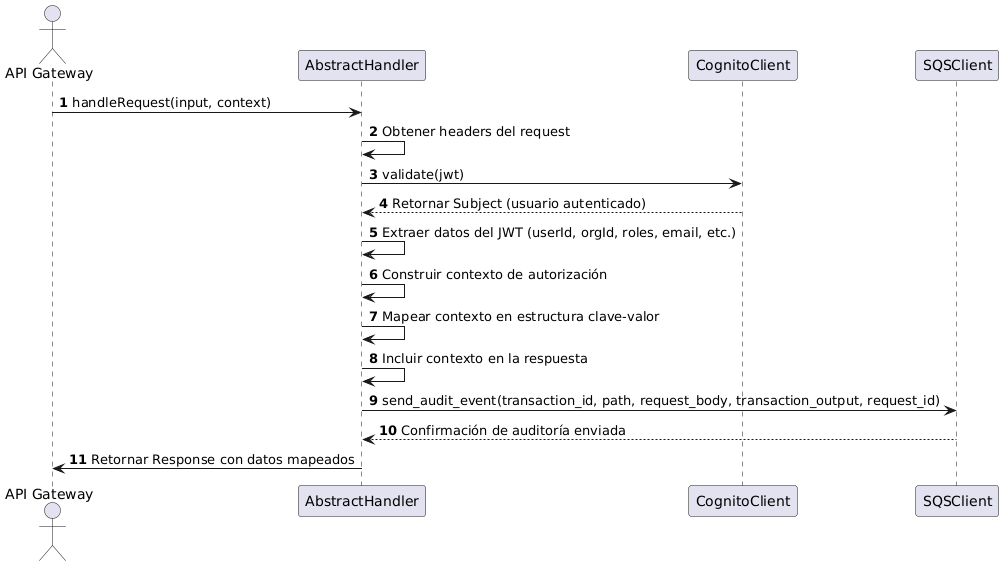 API Gateway
AbstractHandler
CognitoClient
SQSClient
1 handleRequest(input, context)
2 Obtener headers del request
3 validate(jwt)
4 Retornar Subject (usuario autenticado)
5 Extraer datos del JWT (userId, orgId, roles, email, etc.)
6 Construir contexto de autorización
7 Mapear contexto en estructura clave-valor
8 Incluir contexto en la respuesta
9 send_audit_event(transaction_id, path, request_body, transaction_output, request_id)
10 Confirmación de auditoría enviada
11 Retornar Response con datos mapeados
API Gateway
AbstractHandler
CognitoClient
SQSClient